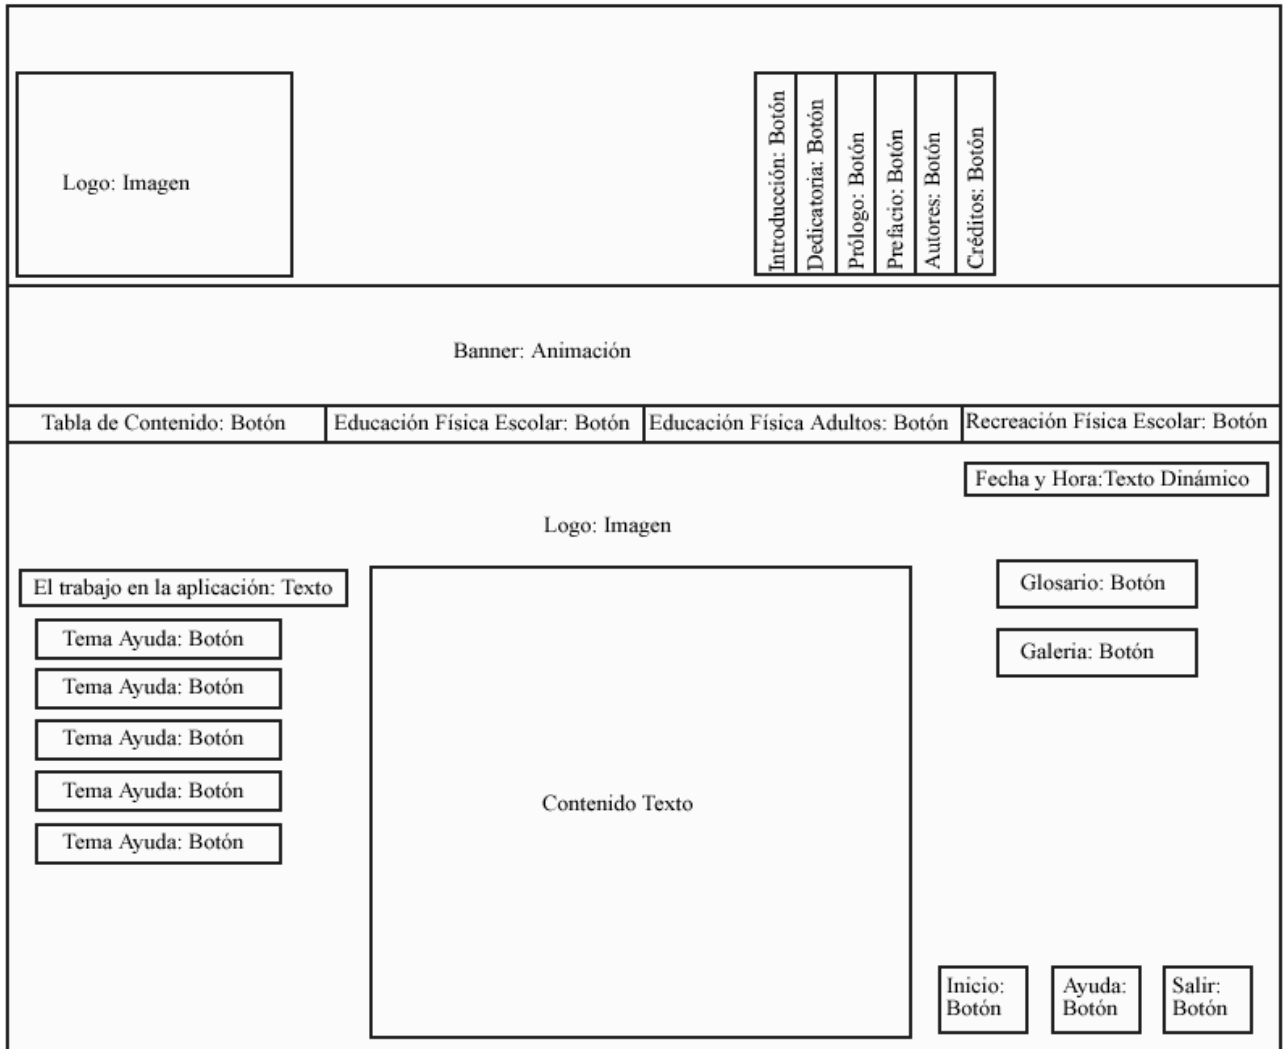 Logo: Imagen
Introducción: Botón
Dedicatoria: Botón
Prólogo: Botón
Prefacio: Botón
Autores: Botón
Créditos: Botón
Banner: Animación
Tabla de Contenido: Botón
Educación Física Escolar: Botón
Educación Física Adultos: Botón
Recreación Física Escolar: Botón
Fecha y Hora:Texto Dinámico
Logo: Imagen
El trabajo en la aplicación: Texto
Tema Ayuda: Botón
Tema Ayuda: Botón
Tema Ayuda: Botón
Tema Ayuda: Botón
Tema Ayuda: Botón
Contenido Texto
Glosario: Botón
Galeria: Botón
Inicio:
Botón
Ayuda:
Botón
Salir:
Botón